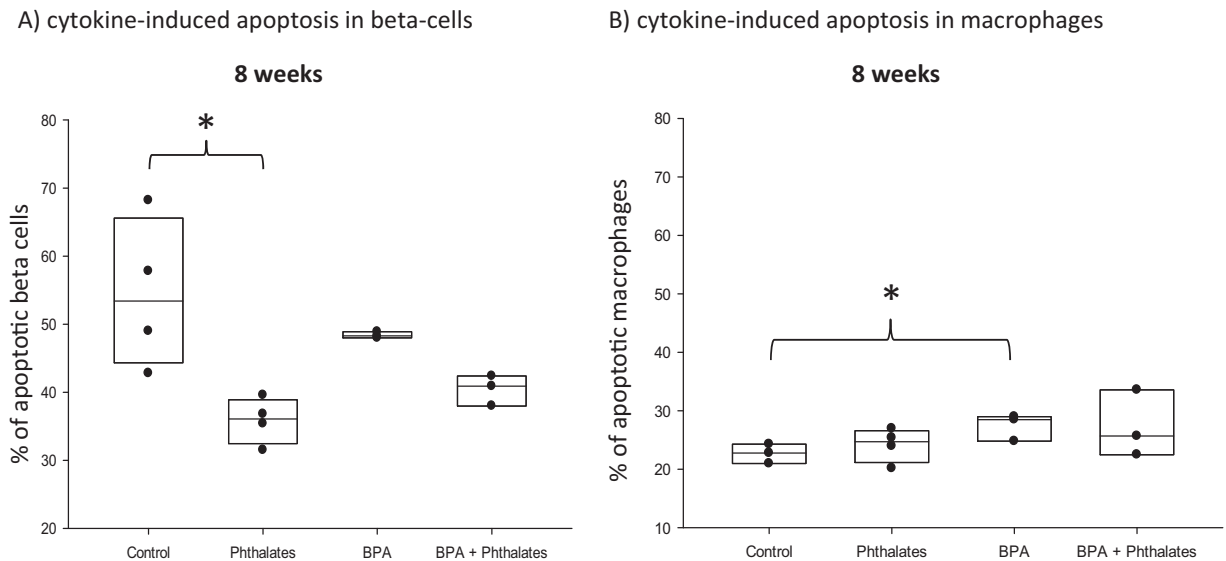 A) cytokine-induced apoptosis in beta-cells
8 weeks
*
% of apoptotic beta cells
80
70
60
50
40
30
20
Control Phthalates BPA BPA + Phthalates
B) cytokine-induced apoptosis in macrophages
8 weeks
*
% of apoptotic macrophages
80
70
60
50
40
30
20
10
Control Phthalates BPA BPA + Phthalates